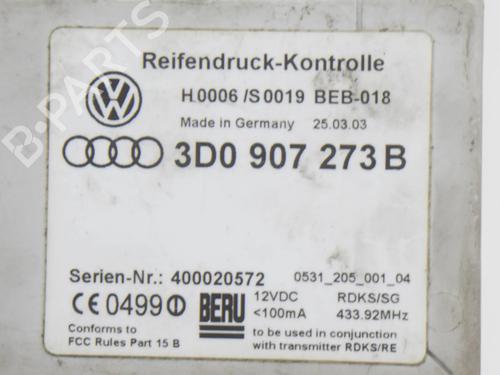 B-PARTS
Reifendruck-Kontrolle
H.0006/S0019 BEB-018
Made in Germany 25.03.03
3D0 907 273 B
Serien-Nr.: 400020572 0531_205_001_04
CE 0499 BERU 12VDC RDKS/SG
<100mA 433.92MHz
Conforms to
FCC Rules Part 15 B
to be used in conjunction
with transmitter RDKS/RE